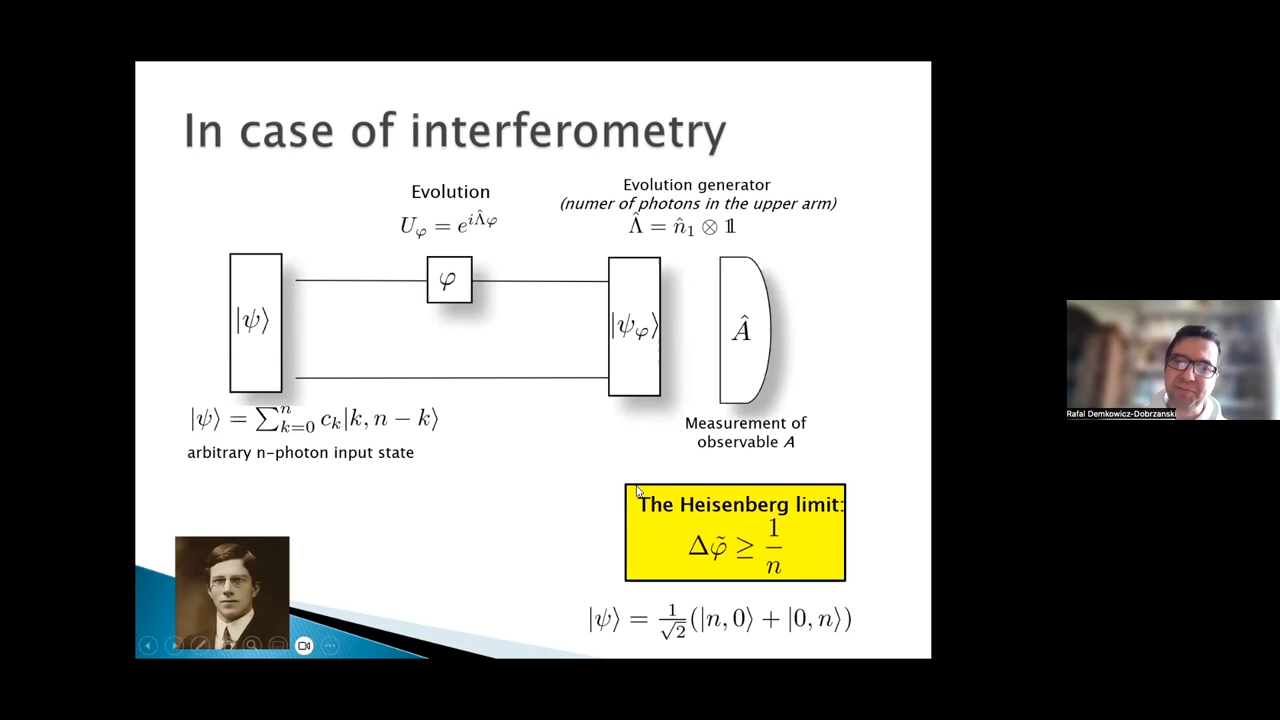 In case of interferometry
Evolution
U_φ = e^{iΛ̂φ}
Evolution generator
(numer of photons in the upper arm)
Λ̂ = n̂₁ ⊗ 𝟙
|ψ⟩
φ
|ψ_φ⟩
Â
|ψ⟩ = ∑_{k=0}^{n} c_k|k, n − k⟩
arbitrary n-photon input state
Measurement of
observable A
The Heisenberg limit:
Δφ̃ ≥ 1/n
|ψ⟩ = 1/√2(|n, 0⟩ + |0, n⟩)
Rafal Demkowicz-Dobrzanski